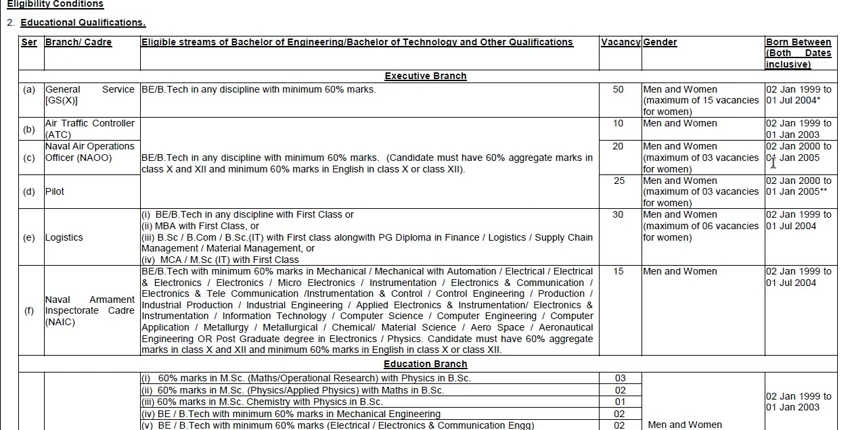 Eligibility Conditions
2. Educational Qualifications.
Ser Branch/ Cadre Eligible streams of Bachelor of Engineering/Bachelor of Technology and Other Qualifications Vacancy Gender Born Between
(Both Dates
inclusive)
Executive Branch
(a) General Service BE/B.Tech in any discipline with minimum 60% marks. 50 Men and Women 02 Jan 1999 to
[GS(X)] (maximum of 15 vacancies 01 Jul 2004*
for women)
(b) Air Traffic Controller 10 Men and Women 02 Jan 1999 to
(ATC) 01 Jan 2003
(c) Naval Air Operations 20 Men and Women 02 Jan 2000 to
Officer (NAOO) BE/B.Tech in any discipline with minimum 60% marks. (Candidate must have 60% aggregate marks in (maximum of 03 vacancies 01 Jan 2005
class X and XII and minimum 60% marks in English in class X or class XII). for women)
(d) Pilot 25 Men and Women 02 Jan 2000 to
(maximum of 03 vacancies 01 Jan 2005**
for women)
(e) Logistics (i) BE/B.Tech in any discipline with First Class or 30 Men and Women 02 Jan 1999 to
(ii) MBA with First Class, or (maximum of 06 vacancies 01 Jul 2004
(iii) B.Sc / B.Com / B.Sc.(IT) with First class alongwith PG Diploma in Finance / Logistics / Supply Chain for women)
Management / Material Management, or
(iv) MCA / M.Sc (IT) with First Class
(f) Naval Armament BE/B.Tech with minimum 60% marks in Mechanical / Mechanical with Automation / Electrical / Electrical 15 Men and Women 02 Jan 1999 to
Inspectorate Cadre & Electronics / Electronics / Micro Electronics / Instrumentation / Electronics & Communication / 01 Jul 2004
(NAIC) Electronics & Tele Communication /Instrumentation & Control / Control Engineering / Production /
Industrial Production / Industrial Engineering / Applied Electronics & Instrumentation/ Electronics &
Instrumentation / Information Technology / Computer Science / Computer Engineering / Computer
Application / Metallurgy / Metallurgical / Chemical/ Material Science / Aero Space / Aeronautical
Engineering OR Post Graduate degree in Electronics / Physics. Candidate must have 60% aggregate
marks in class X and XII and minimum 60% marks in English in class X or class XII.
Education Branch
(i) 60% marks in M.Sc. (Maths/Operational Research) with Physics in B.Sc. 03
(ii) 60% marks in M.Sc. (Physics/Applied Physics) with Maths in B.Sc. 02 02 Jan 1999 to
(iii) 60% marks in M.Sc. Chemistry with Physics in B.Sc. 01 01 Jan 2003
(iv) BE / B.Tech with minimum 60% marks in Mechanical Engineering 02
(v) BE / B.Tech with minimum 60% marks (Electrical / Electronics & Communication Engg) 02 Men and Women